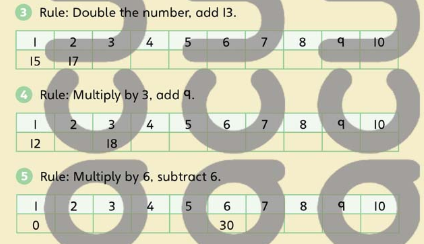 3 Rule: Double the number, add 13.
1 2 3 4 5 6 7 8 9 10
15 17
4 Rule: Multiply by 3, add 9.
1 2 3 4 5 6 7 8 9 10
12 18
5 Rule: Multiply by 6, subtract 6.
1 2 3 4 5 6 7 8 9 10
0 30